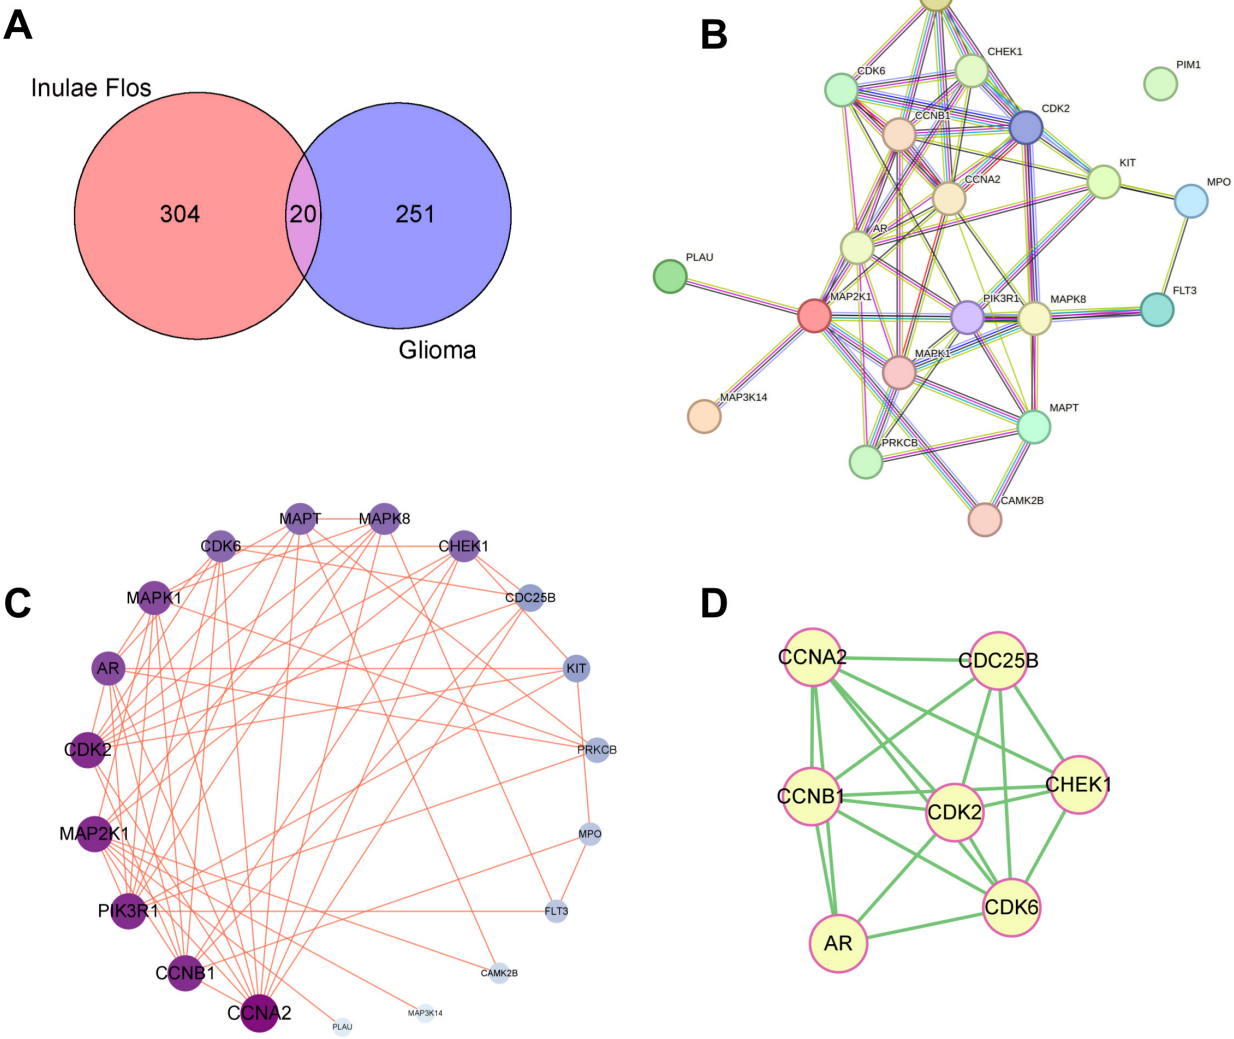 A
Inulae Flos
304
20
251
Glioma
B
CHEK1
PIM1
CDK6
CDK2
CCNB1
KIT
CCNA2
MPO
AR
PLAU
FLT3
MAP2K1
PIK3R1
MAPK8
MAPK1
MAP3K14
MAPT
PRKCB
CAMK2B
C
MAPT
MAPK8
CDK6
CHEK1
MAPK1
CDC25B
AR
KIT
CDK2
PRKCB
MAP2K1
MPO
PIK3R1
FLT3
CCNB1
CAMK2B
CCNA2
MAP3K14
PLAU
D
CCNA2
CDC25B
CCNB1
CDK2
CHEK1
CDK6
AR